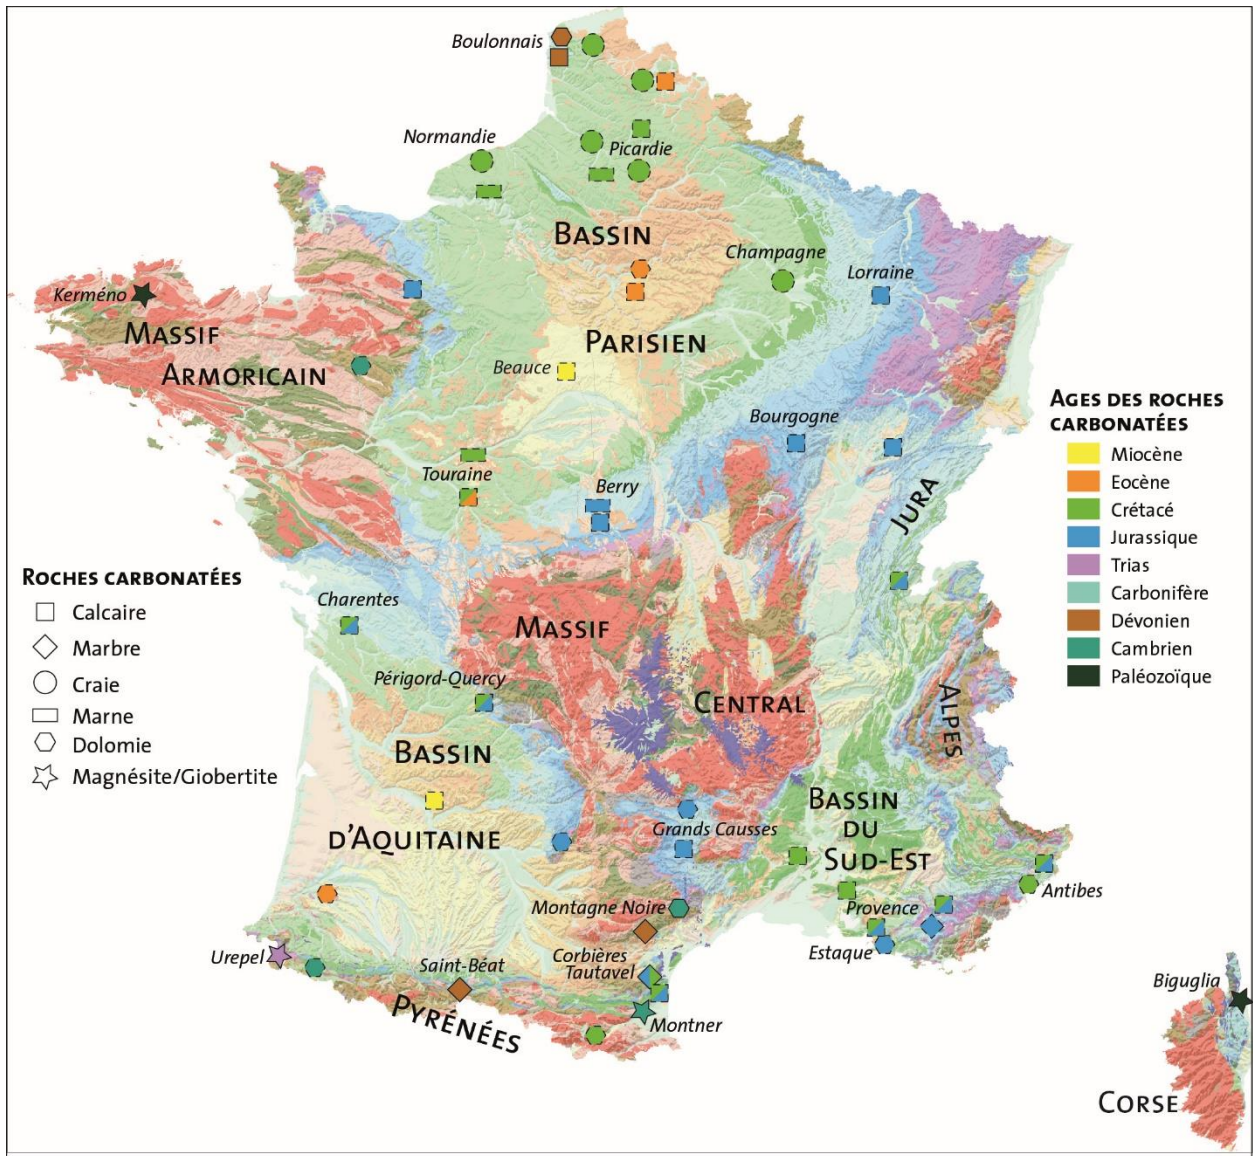 Boulonnais
Normandie
Picardie
BASSIN
Champagne
Lorraine
Kerméno
MASSIF
ARMORICAIN
PARISIEN
Beauce
Bourgogne
Touraine
Berry
JURA
AGES DES ROCHES
CARBONATÉES
Miocène
Eocène
Crétacé
Jurassique
Trias
Carbonifère
Dévonien
Cambrien
Paléozoïque
ROCHES CARBONATÉES
Calcaire
Marbre
Craie
Marne
Dolomie
Magnésite/Giobertite
Charentes
MASSIF
CENTRAL
Périgord-Quercy
ALPES
BASSIN
D'AQUITAINE
Grands Causses
BASSIN
DU
SUD-EST
Antibes
Montagne Noire
Provence
Estaque
Urepel
Saint-Béat
Corbières
Tautavel
PYRÉNÉES
Montner
Biguglia
CORSE